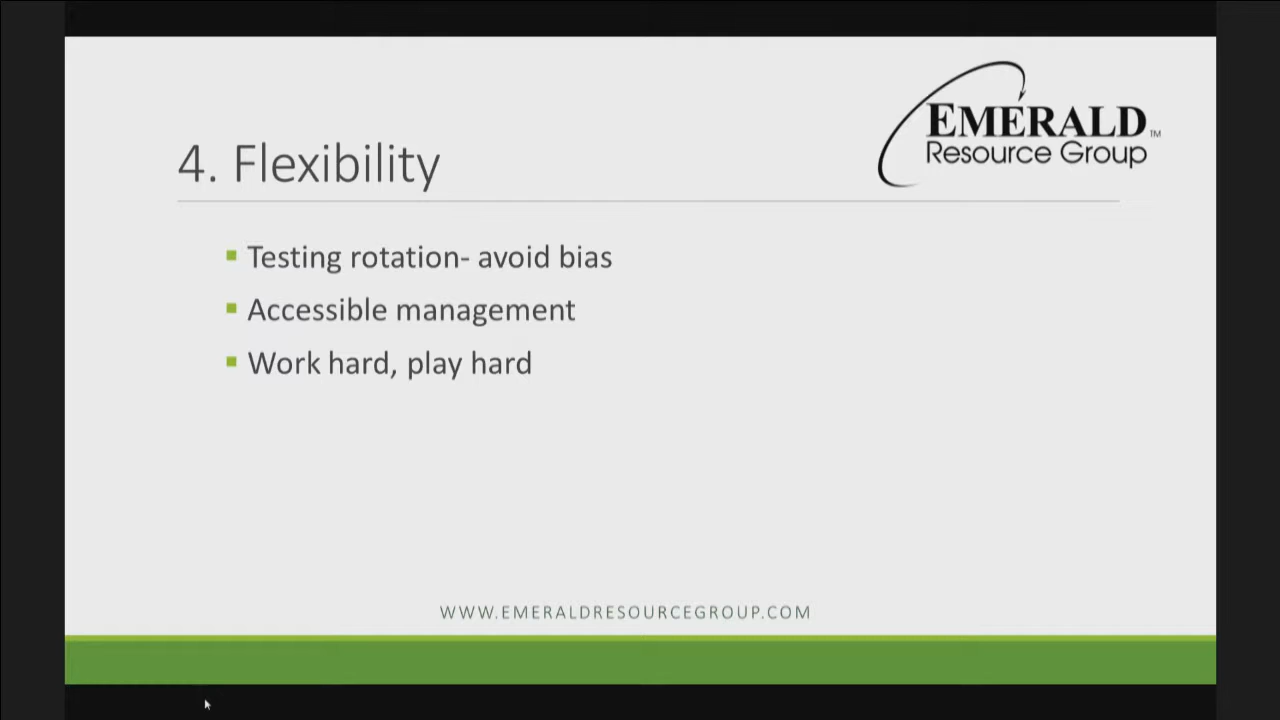 EMERALD TM
Resource Group
4. Flexibility
Testing rotation- avoid bias
Accessible management
Work hard, play hard
WWW.EMERALDRESOURCEGROUP.COM